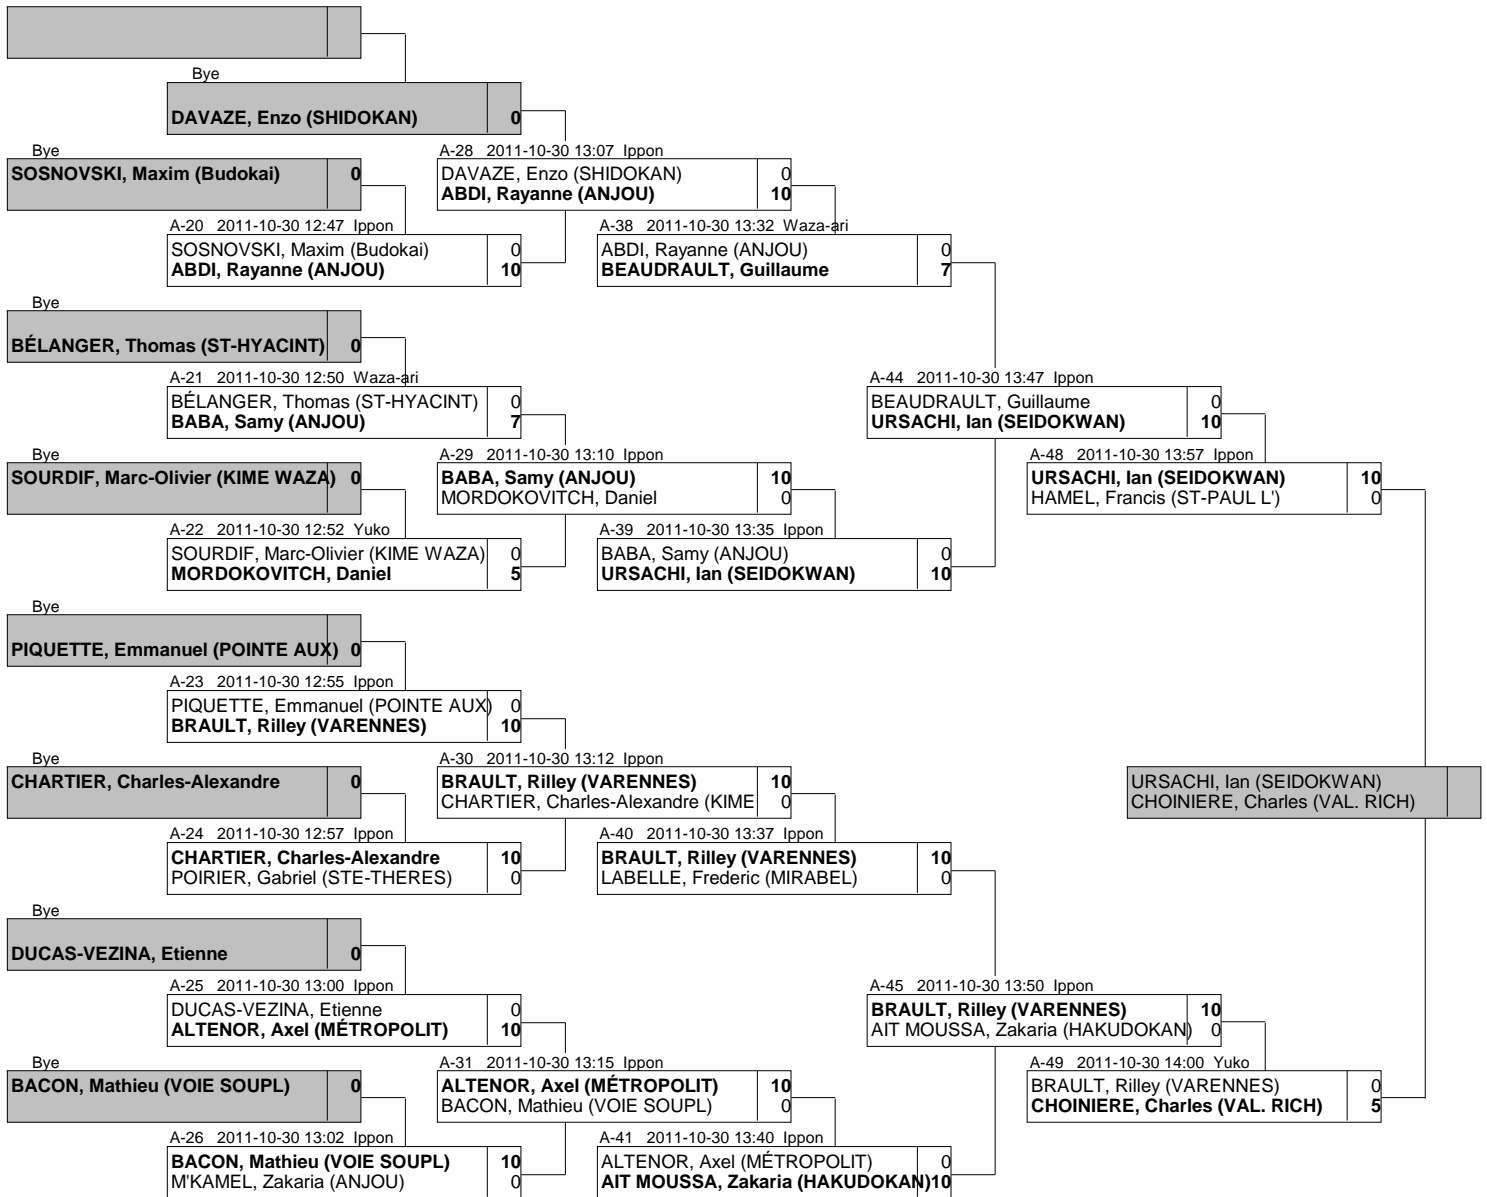 Bye
DAVAZE, Enzo (SHIDOKAN) 0
Bye
SOSNOVSKI, Maxim (Budokai) 0
A-28 2011-10-30 13:07 Ippon
DAVAZE, Enzo (SHIDOKAN) 0
ABDI, Rayanne (ANJOU) 10
A-20 2011-10-30 12:47 Ippon
SOSNOVSKI, Maxim (Budokai) 0
ABDI, Rayanne (ANJOU) 10
A-38 2011-10-30 13:32 Waza-ari
ABDI, Rayanne (ANJOU) 0
BEAUDRAULT, Guillaume 7
Bye
BÉLANGER, Thomas (ST-HYACINT) 0
A-21 2011-10-30 12:50 Waza-ari
BÉLANGER, Thomas (ST-HYACINT) 0
BABA, Samy (ANJOU) 7
A-44 2011-10-30 13:47 Ippon
BEAUDRAULT, Guillaume 0
URSACHI, Ian (SEIDOKWAN) 10
Bye
SOURDIF, Marc-Olivier (KIME WAZA) 0
A-29 2011-10-30 13:10 Ippon
BABA, Samy (ANJOU) 10
MORDOKOVITCH, Daniel 0
A-48 2011-10-30 13:57 Ippon
URSACHI, Ian (SEIDOKWAN) 10
HAMEL, Francis (ST-PAUL L') 0
A-22 2011-10-30 12:52 Yuko
SOURDIF, Marc-Olivier (KIME WAZA) 0
MORDOKOVITCH, Daniel 5
A-39 2011-10-30 13:35 Ippon
BABA, Samy (ANJOU) 0
URSACHI, Ian (SEIDOKWAN) 10
Bye
PIQUETTE, Emmanuel (POINTE AUX) 0
A-23 2011-10-30 12:55 Ippon
PIQUETTE, Emmanuel (POINTE AUX) 0
BRAULT, Rilley (VARENNES) 10
Bye
CHARTIER, Charles-Alexandre 0
A-30 2011-10-30 13:12 Ippon
BRAULT, Rilley (VARENNES) 10
CHARTIER, Charles-Alexandre (KIME 0
URSACHI, Ian (SEIDOKWAN)
CHOINIERE, Charles (VAL. RICH)
A-24 2011-10-30 12:57 Ippon
CHARTIER, Charles-Alexandre 10
POIRIER, Gabriel (STE-THERES) 0
A-40 2011-10-30 13:37 Ippon
BRAULT, Rilley (VARENNES) 10
LABELLE, Frederic (MIRABEL) 0
Bye
DUCAS-VEZINA, Etienne 0
A-25 2011-10-30 13:00 Ippon
DUCAS-VEZINA, Etienne 0
ALTENOR, Axel (MÉTROPOLIT) 10
A-45 2011-10-30 13:50 Ippon
BRAULT, Rilley (VARENNES) 10
AIT MOUSSA, Zakaria (HAKUDOKAN) 0
Bye
BACON, Mathieu (VOIE SOUPL) 0
A-31 2011-10-30 13:15 Ippon
ALTENOR, Axel (MÉTROPOLIT) 10
BACON, Mathieu (VOIE SOUPL) 0
A-49 2011-10-30 14:00 Yuko
BRAULT, Rilley (VARENNES) 0
CHOINIERE, Charles (VAL. RICH) 5
A-26 2011-10-30 13:02 Ippon
BACON, Mathieu (VOIE SOUPL) 10
M'KAMEL, Zakaria (ANJOU) 0
A-41 2011-10-30 13:40 Ippon
ALTENOR, Axel (MÉTROPOLIT) 0
AIT MOUSSA, Zakaria (HAKUDOKAN) 10